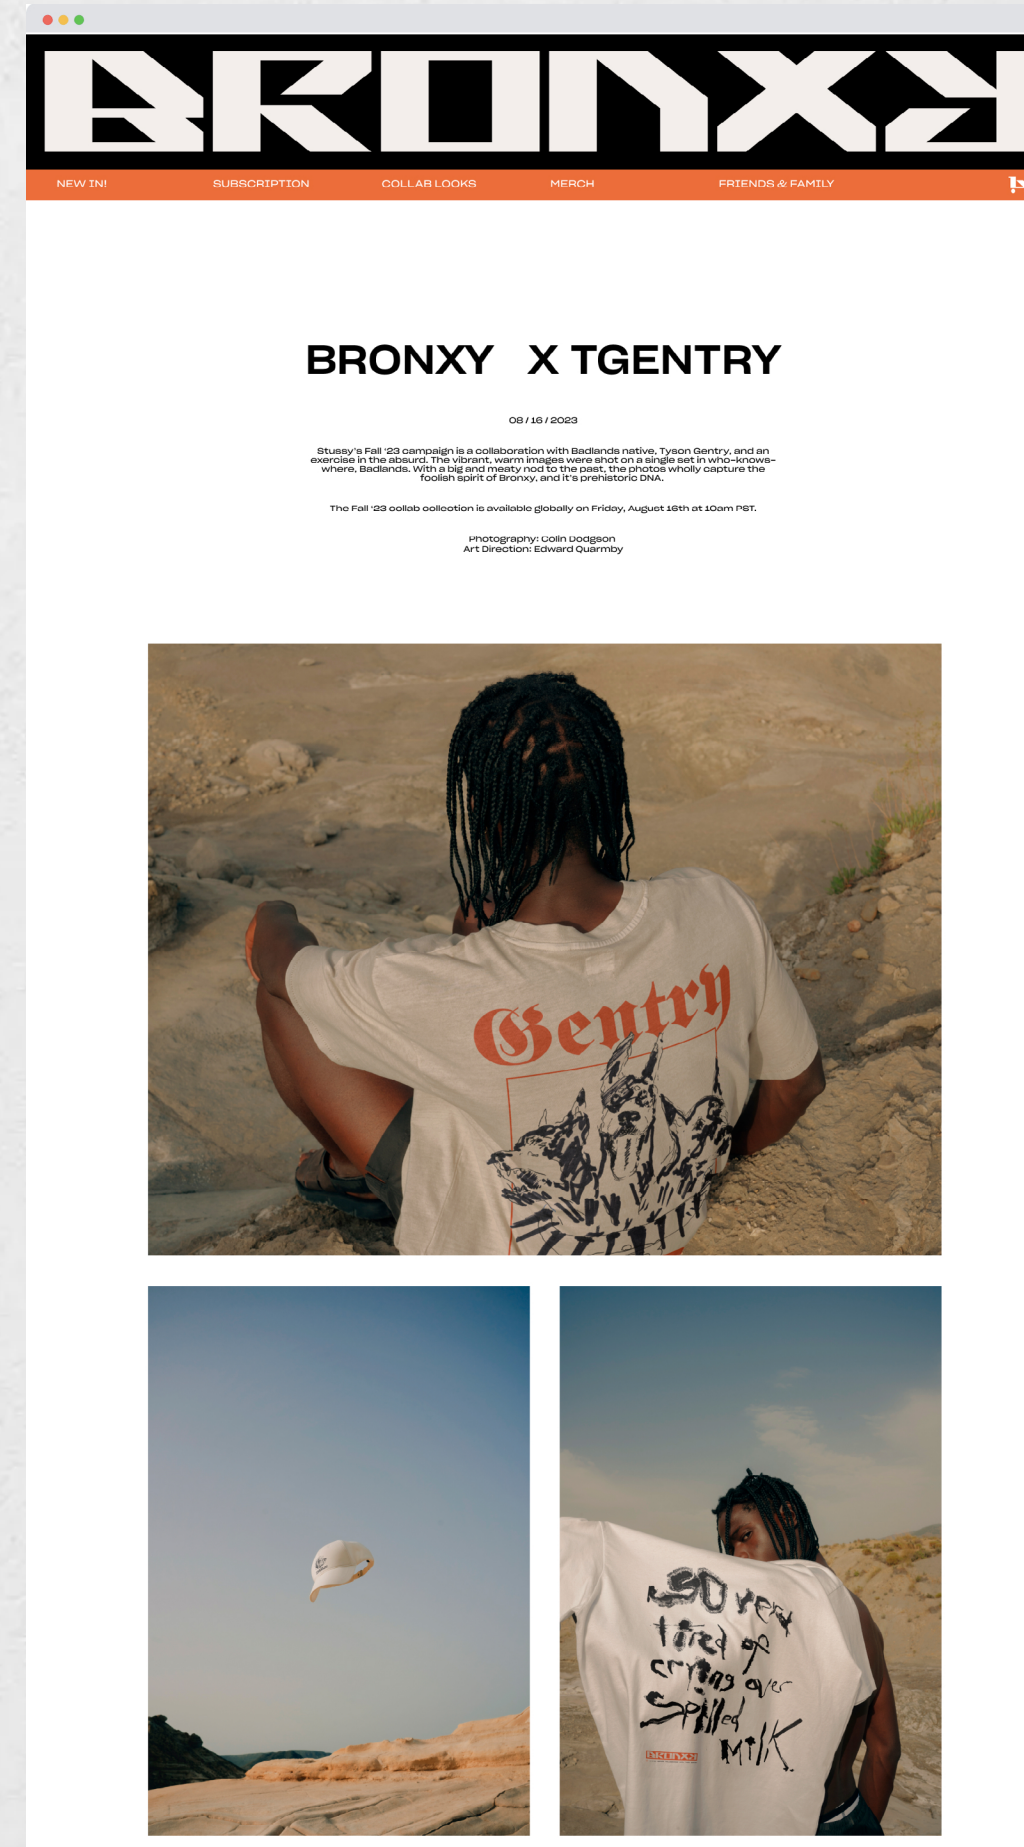 BRONXY
NEW IN! SUBSCRIPTION COLLAB LOOKS MERCH FRIENDS & FAMILY
BRONXY X TGENTRY
08 / 16 / 2023
Stussy's Fall '23 campaign is a collaboration with Badlands native, Tyson Gentry, and an
exercise in the absurd. The vibrant, warm images were shot on a single set in who-knows-
where, Badlands. With a big and meaty nod to the past, the photos wholly capture the
foolish spirit of Bronxy, and it's prehistoric DNA.
The Fall '23 collab collection is available globally on Friday, August 16th at 10am PST.
Photography: Colin Dodgson
Art Direction: Edward Quarmby
Gentry
SO very
tired of
crying over
Spilled
Milk.
BRONXY